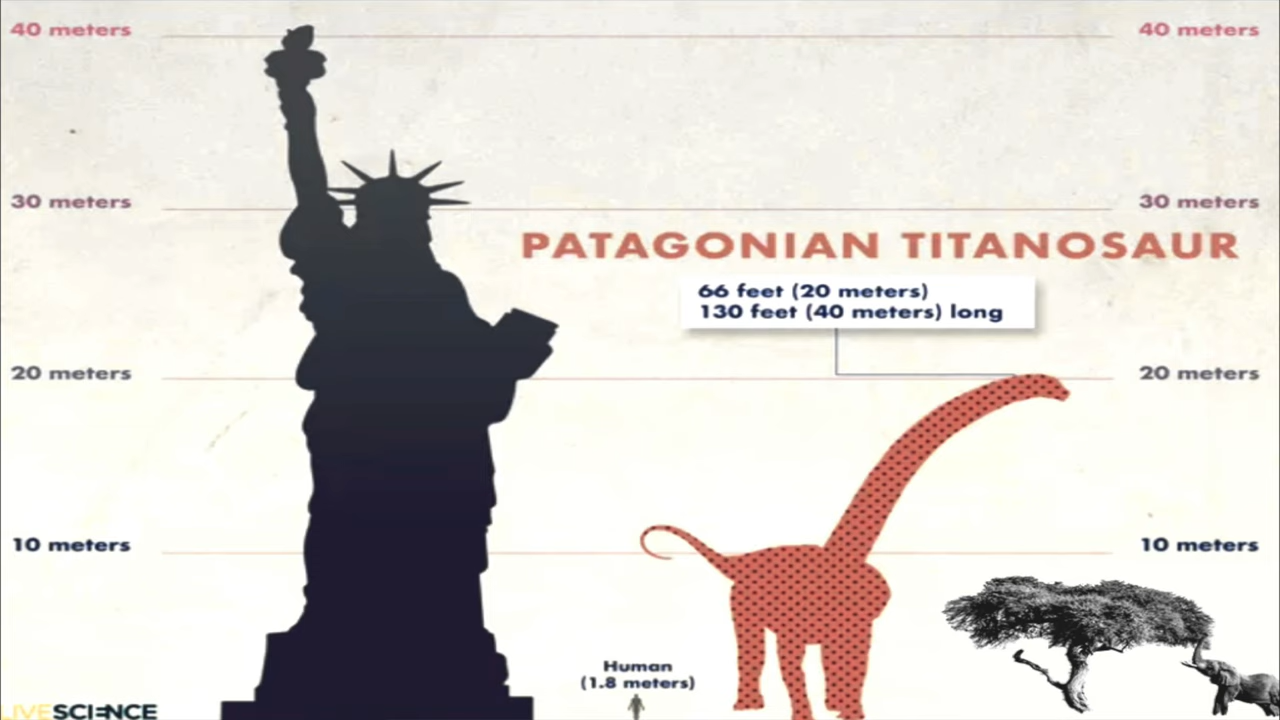 40 meters
40 meters
30 meters
30 meters
PATAGONIAN TITANOSAUR
66 feet (20 meters)
130 feet (40 meters) long
20 meters
20 meters
10 meters
10 meters
Human
(1.8 meters)
LIVESCIENCE